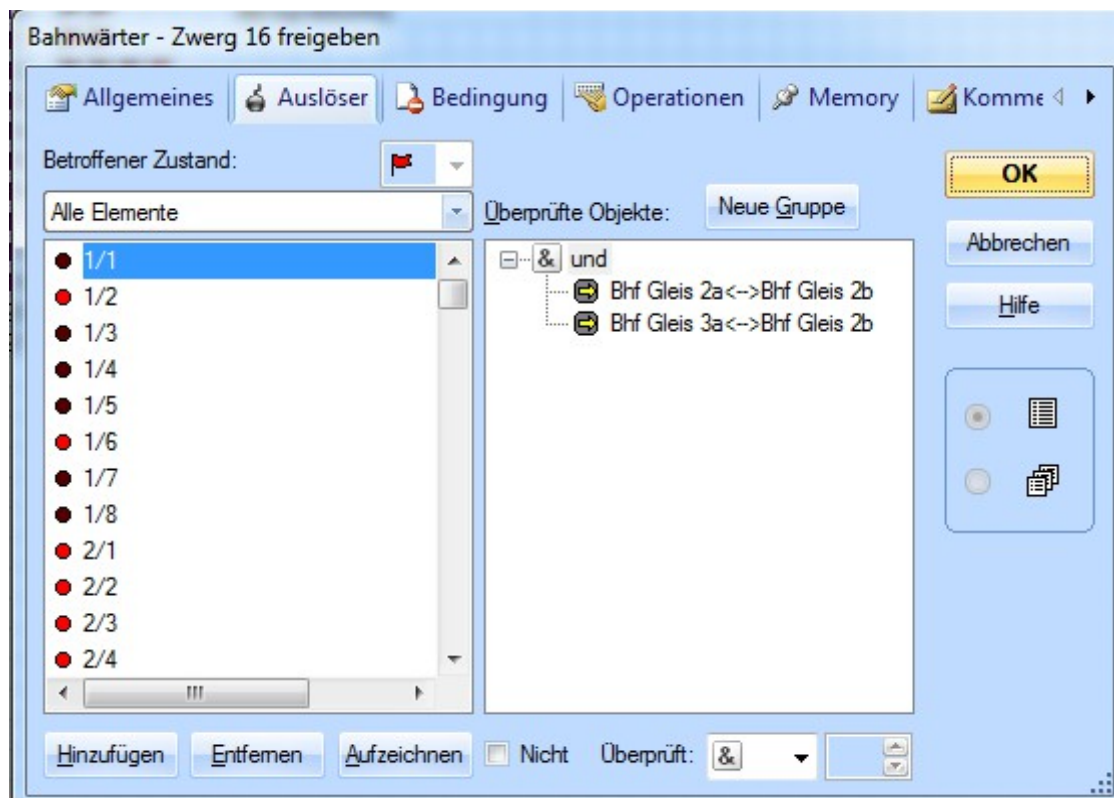 Bahnwärter - Zwerg 16 freigeben
Allgemeines Auslöser Bedingung Operationen Memory Komme
Betroffener Zustand:
Alle Elemente
Überprüfte Objekte: Neue Gruppe
OK
Abbrechen
Hilfe
1/1
1/2
1/3
1/4
1/5
1/6
1/7
1/8
2/1
2/2
2/3
2/4
& und
Bhf Gleis 2a<-->Bhf Gleis 2b
Bhf Gleis 3a<-->Bhf Gleis 2b
Hinzufügen Entfernen Aufzeichnen Nicht Überprüft: &